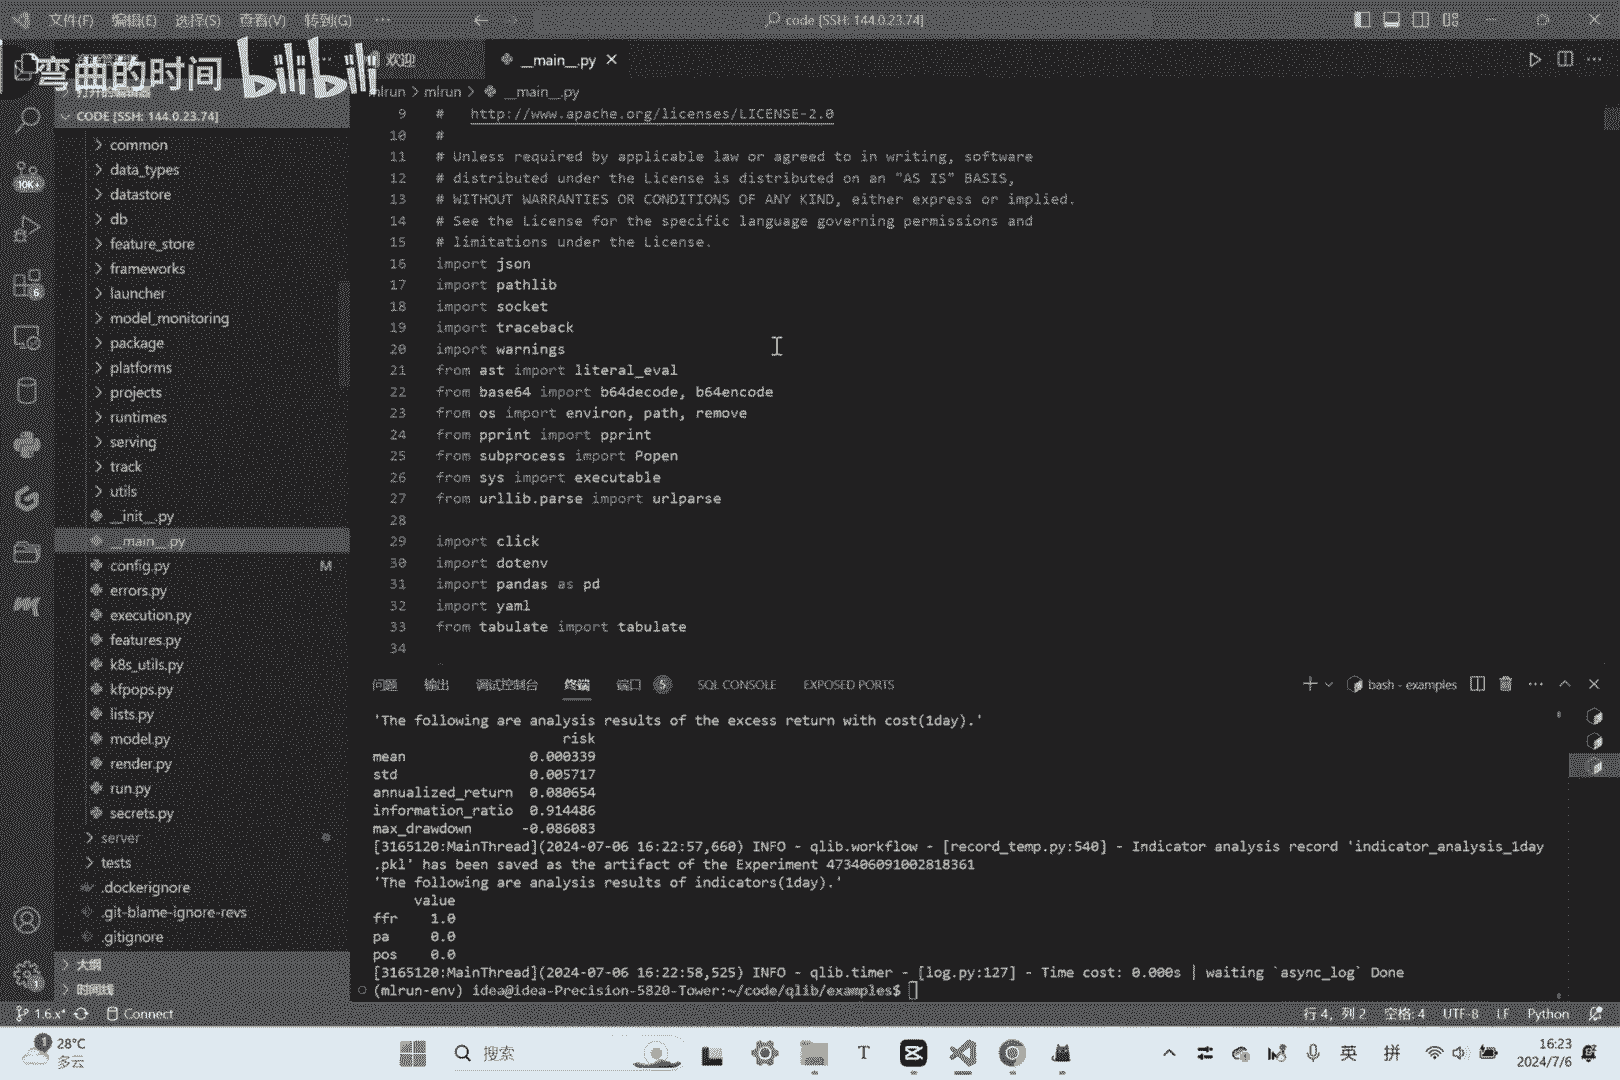 文件(F) 编辑(E) 选择(S) 查看(V) 转到(G) ···
code [SSH: 144.0.23.74]
弯曲的时间 bilibili
欢迎
__main__.py
mlrun > mlrun > __main__.py
CODE [SSH: 144.0.23.74]
common
data_types
datastore
db
feature_store
frameworks
launcher
model_monitoring
package
platforms
projects
runtimes
serving
track
utils
__init__.py
__main__.py
config.py M
errors.py
execution.py
features.py
k8s_utils.py
kfpops.py
lists.py
model.py
render.py
run.py
secrets.py
server
tests
.dockerignore
.git-blame-ignore-revs
.gitignore
大纲
时间线
10K+
6
1
9 # http://www.apache.org/licenses/LICENSE-2.0
10 #
11 # Unless required by applicable law or agreed to in writing, software
12 # distributed under the License is distributed on an "AS IS" BASIS,
13 # WITHOUT WARRANTIES OR CONDITIONS OF ANY KIND, either express or implied.
14 # See the License for the specific language governing permissions and
15 # limitations under the License.
16 import json
17 import pathlib
18 import socket
19 import traceback
20 import warnings
21 from ast import literal_eval
22 from base64 import b64decode, b64encode
23 from os import environ, path, remove
24 from pprint import pprint
25 from subprocess import Popen
26 from sys import executable
27 from urllib.parse import urlparse
28
29 import click
30 import dotenv
31 import pandas as pd
32 import yaml
33 from tabulate import tabulate
34
问题 输出 调试控制台 终端 端口 5 SQL CONSOLE EXPOSED PORTS
bash - examples
'The following are analysis results of the excess return with cost(1day).'
risk
mean 0.000339
std 0.005717
annualized_return 0.080654
information_ratio 0.914486
max_drawdown -0.086083
[3165120:MainThread](2024-07-06 16:22:57,660) INFO - qlib.workflow - [record_temp.py:540] - Indicator analysis record 'indicator_analysis_1day
.pkl' has been saved as the artifact of the Experiment 473406091002818361
'The following are analysis results of indicators(1day).'
value
ffr 1.0
pa 0.0
pos 0.0
[3165120:MainThread](2024-07-06 16:22:58,525) INFO - qlib.timer - [log.py:127] - Time cost: 0.000s | waiting `async_log` Done
(mlrun-env) idea@idea-Precision-5820-Tower:~/code/qlib/examples$
1.6.x* Connect
行 4，列 2 空格: 4 UTF-8 LF Python
1
28°C
多云
搜索
英 拼
16:23
2024/7/6